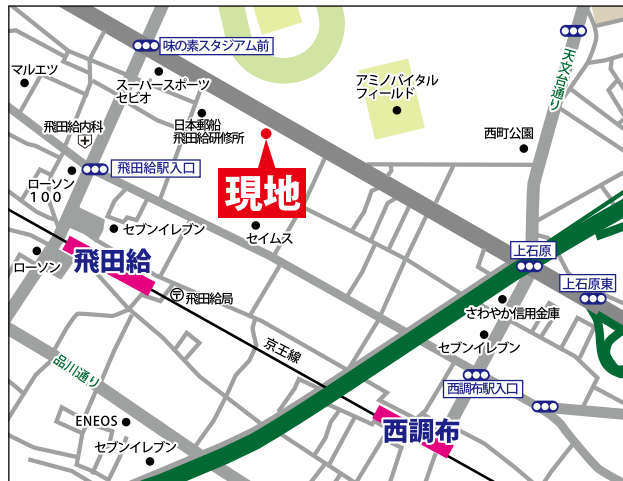 味の素スタジアム前
マルエツ
スーパースポーツ
ゼビオ
天文台通り
アミノバイタル
フィールド
飛田給内科
日本郵船
飛田給研修所
西町公園
飛田給駅入口
ローソン
100
現地
セブンイレブン
セイムス
飛田給
ローソン
上石原
上石原東
〒
飛田給局
さわやか信用金庫
京王線
セブンイレブン
品川通り
西調布駅入口
ENEOS
セブンイレブン
西調布